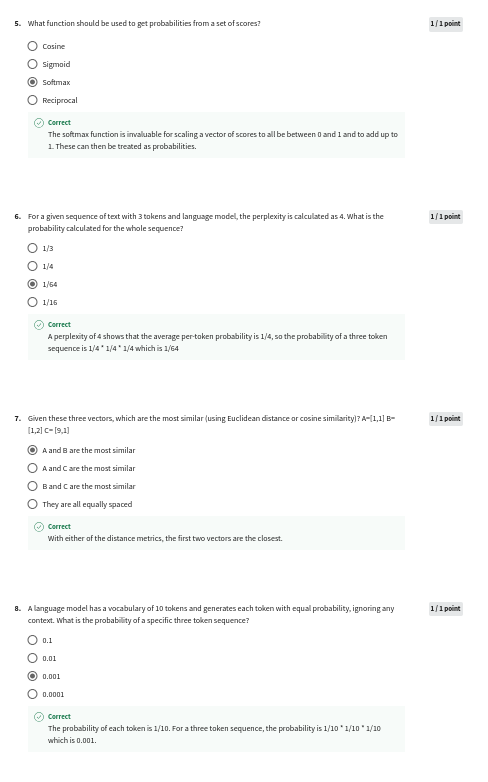 5. What function should be used to get probabilities from a set of scores?
1 / 1 point
Cosine
Sigmoid
Softmax
Reciprocal
Correct
The softmax function is invaluable for scaling a vector of scores to all be between 0 and 1 and to add up to
1. These can then be treated as probabilities.
6. For a given sequence of text with 3 tokens and language model, the perplexity is calculated as 4. What is the
probability calculated for the whole sequence?
1 / 1 point
1/3
1/4
1/64
1/16
Correct
A perplexity of 4 shows that the average per-token probability is 1/4, so the probability of a three token
sequence is 1/4 * 1/4 * 1/4 which is 1/64
7. Given these three vectors, which are the most similar (using Euclidean distance or cosine similarity)? A=[1,1] B=
[1,2] C= [9,1]
1 / 1 point
A and B are the most similar
A and C are the most similar
B and C are the most similar
They are all equally spaced
Correct
With either of the distance metrics, the first two vectors are the closest.
8. A language model has a vocabulary of 10 tokens and generates each token with equal probability, ignoring any
context. What is the probability of a specific three token sequence?
1 / 1 point
0.1
0.01
0.001
0.0001
Correct
The probability of each token is 1/10. For a three token sequence, the probability is 1/10 * 1/10 * 1/10
which is 0.001.